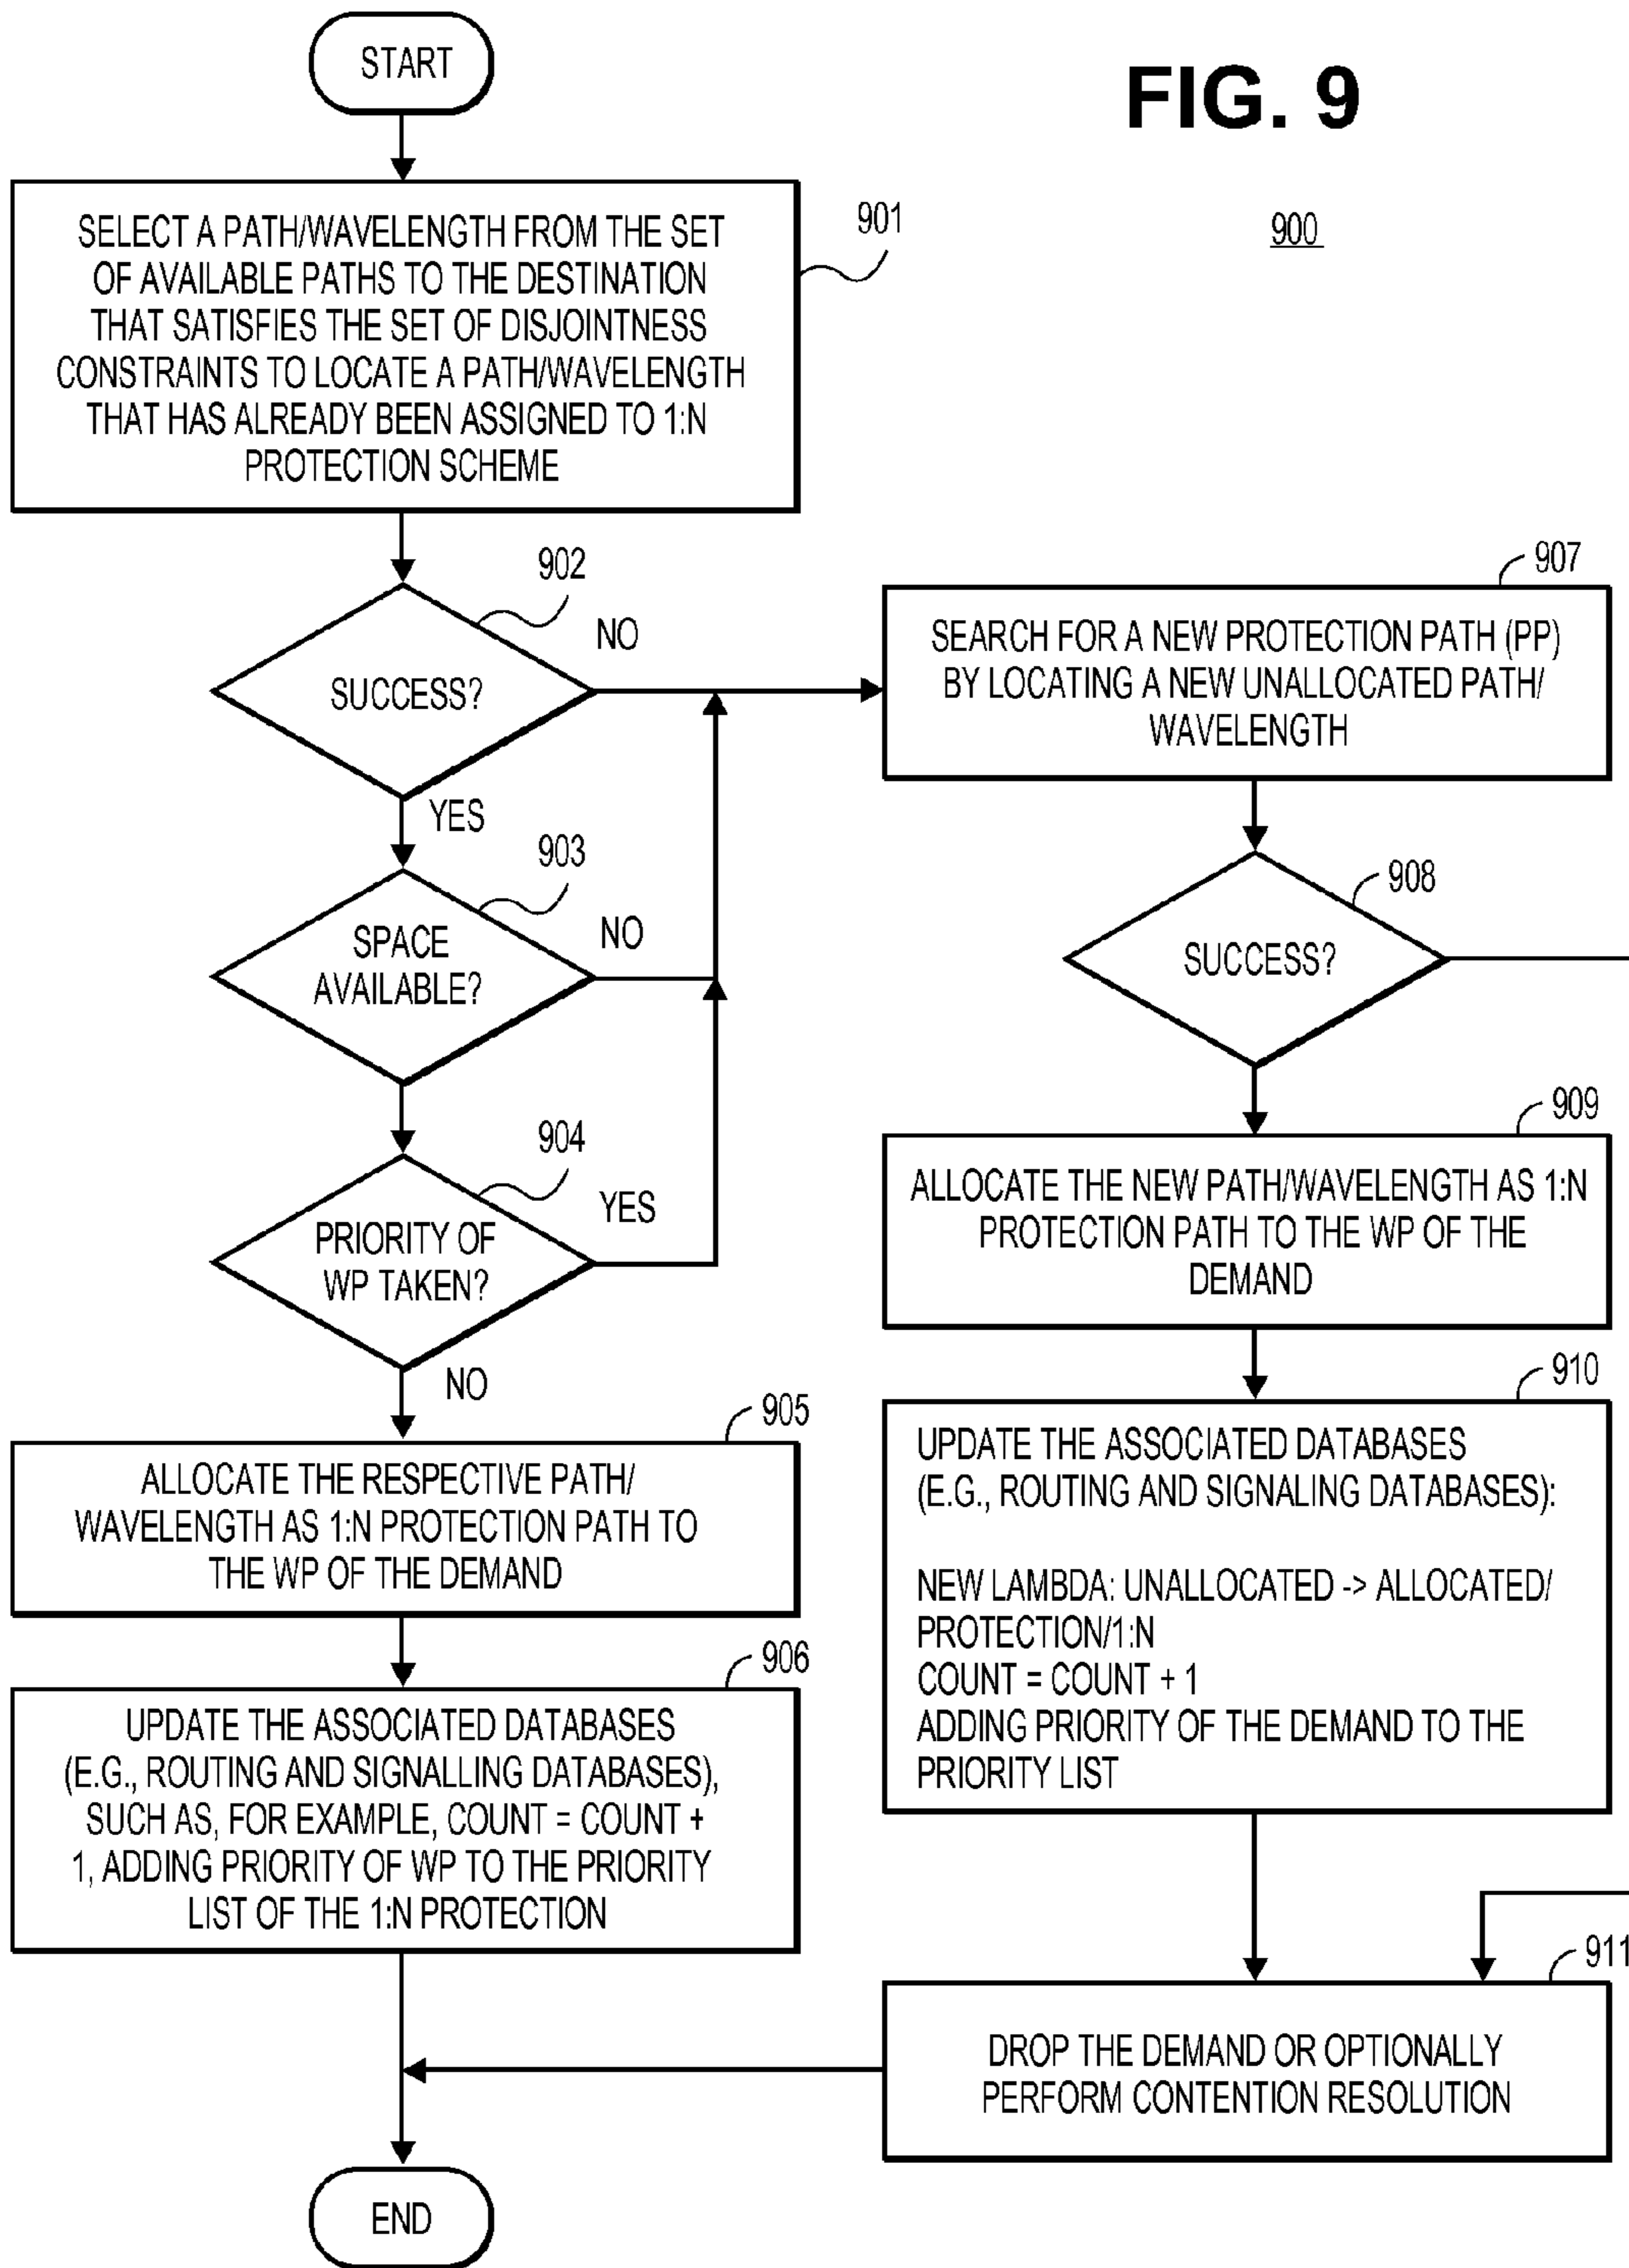 FIG. 9
900
START
901
SELECT A PATH/WAVELENGTH FROM THE SET
OF AVAILABLE PATHS TO THE DESTINATION
THAT SATISFIES THE SET OF DISJOINTNESS
CONSTRAINTS TO LOCATE A PATH/WAVELENGTH
THAT HAS ALREADY BEEN ASSIGNED TO 1:N
PROTECTION SCHEME
902
SUCCESS?
NO
YES
903
SPACE
AVAILABLE?
NO
904
PRIORITY OF
WP TAKEN?
YES
NO
905
ALLOCATE THE RESPECTIVE PATH/
WAVELENGTH AS 1:N PROTECTION PATH TO
THE WP OF THE DEMAND
906
UPDATE THE ASSOCIATED DATABASES
(E.G., ROUTING AND SIGNALLING DATABASES),
SUCH AS, FOR EXAMPLE, COUNT = COUNT +
1, ADDING PRIORITY OF WP TO THE PRIORITY
LIST OF THE 1:N PROTECTION
907
SEARCH FOR A NEW PROTECTION PATH (PP)
BY LOCATING A NEW UNALLOCATED PATH/
WAVELENGTH
908
SUCCESS?
909
ALLOCATE THE NEW PATH/WAVELENGTH AS 1:N
PROTECTION PATH TO THE WP OF THE
DEMAND
910
UPDATE THE ASSOCIATED DATABASES
(E.G., ROUTING AND SIGNALING DATABASES):
NEW LAMBDA: UNALLOCATED -> ALLOCATED/
PROTECTION/1:N
COUNT = COUNT + 1
ADDING PRIORITY OF THE DEMAND TO THE
PRIORITY LIST
911
DROP THE DEMAND OR OPTIONALLY
PERFORM CONTENTION RESOLUTION
END